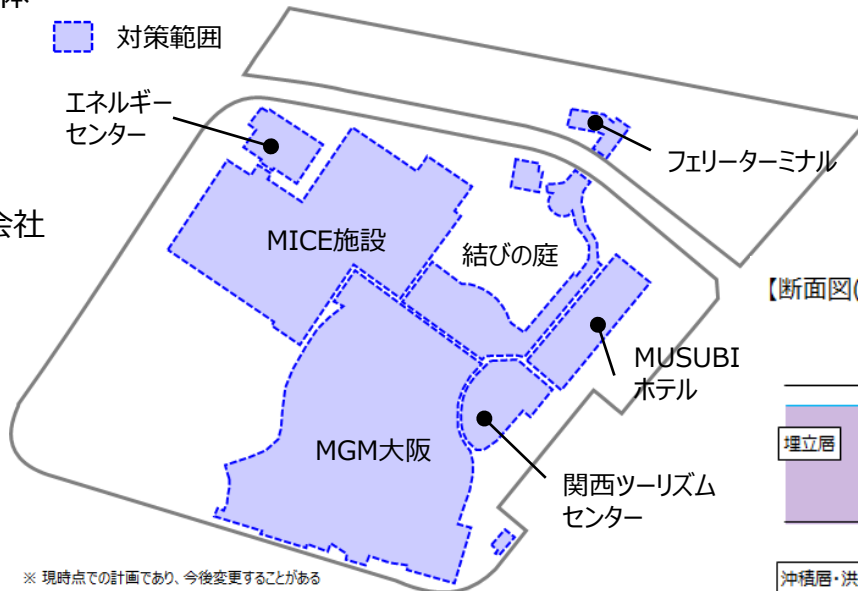 体
対策範囲
エネルギー
センター
フェリーターミナル
会社
MICE施設
結びの庭
【断面図(
MUSUBI
ホテル
埋立層
MGM大阪
関西ツーリズム
センター
※ 現時点での計画であり、今後変更することがある
沖積層・洪